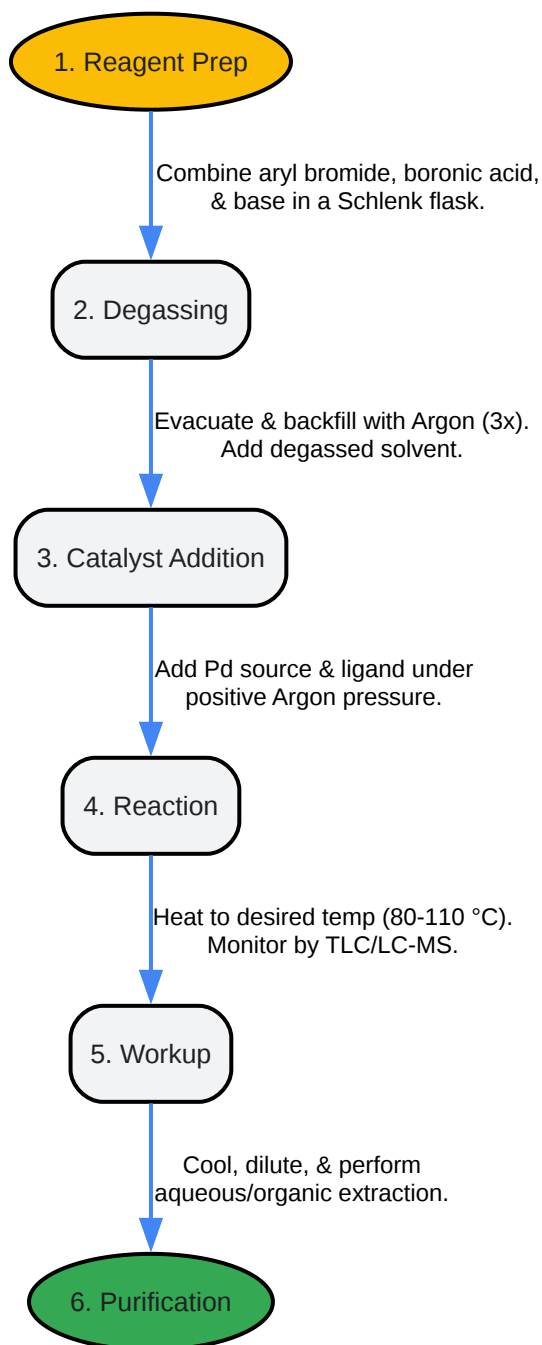 1. Reagent Prep
Combine aryl bromide, boronic acid,
& base in a Schlenk flask.
2. Degassing
Evacuate & backfill with Argon (3x).
Add degassed solvent.
3. Catalyst Addition
Add Pd source & ligand under
positive Argon pressure.
4. Reaction
Heat to desired temp (80-110 °C).
Monitor by TLC/LC-MS.
5. Workup
Cool, dilute, & perform
aqueous/organic extraction.
6. Purification